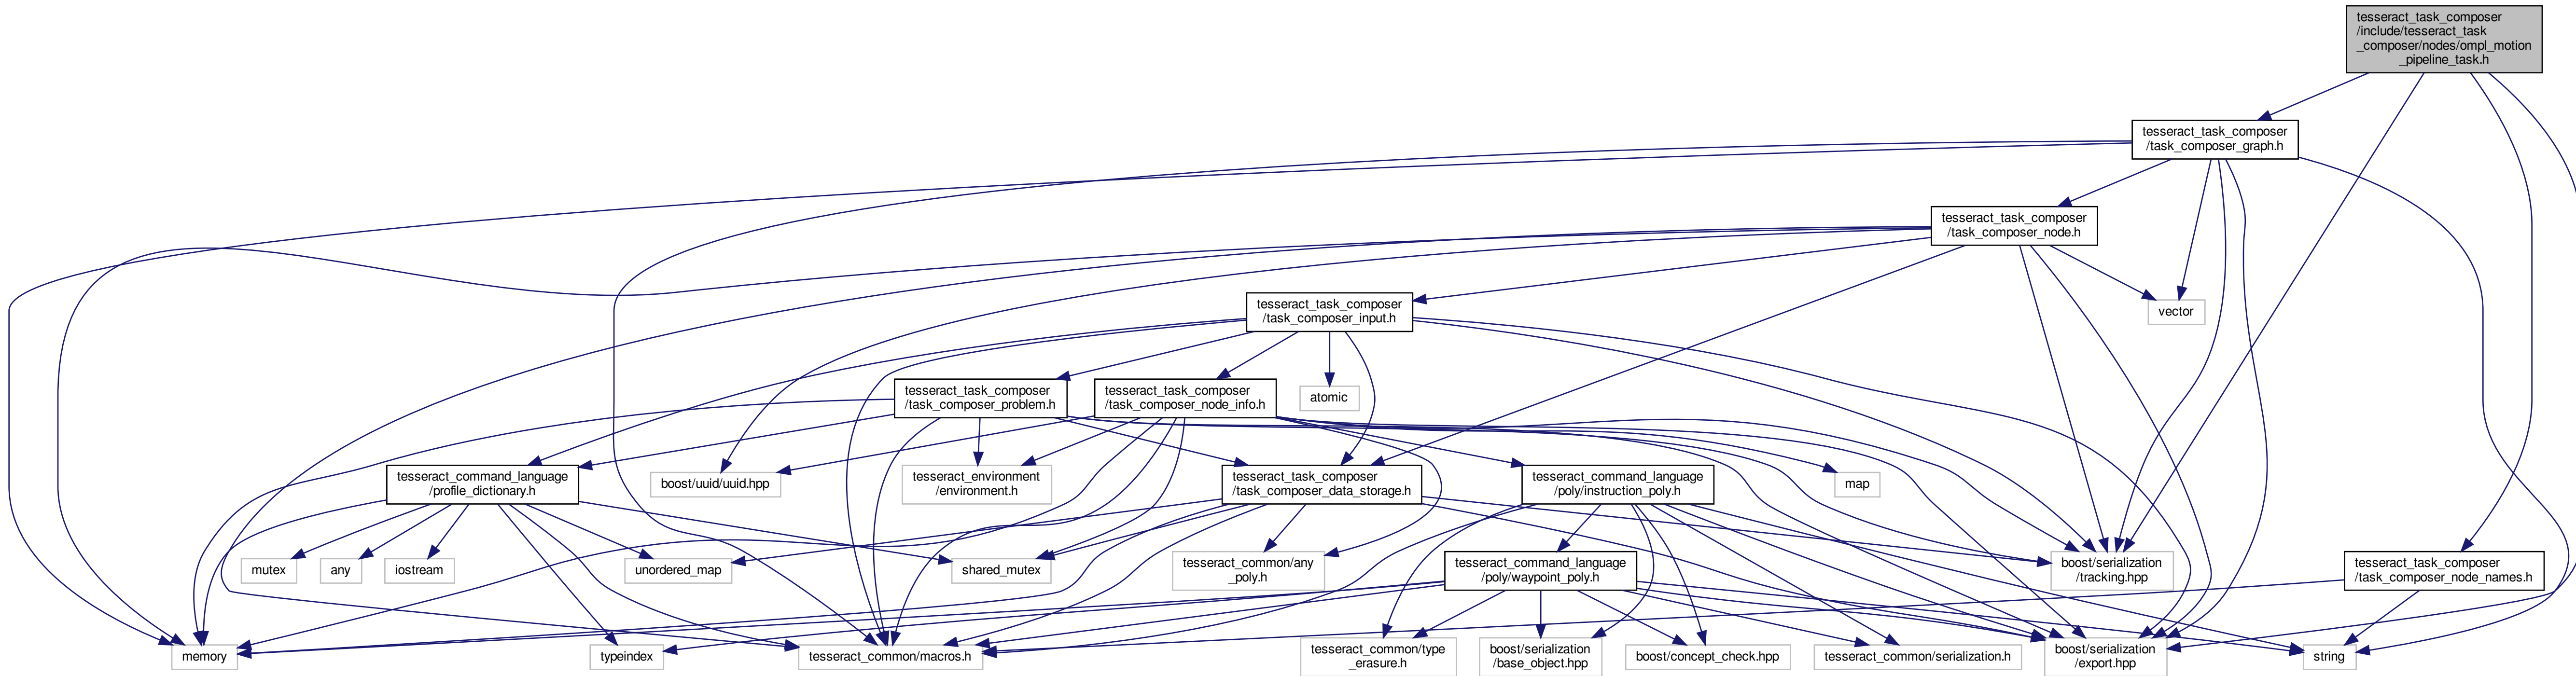 tesseract_task_composer
/include/tesseract_task
_composer/nodes/ompl_motion
_pipeline_task.h
tesseract_task_composer
/task_composer_graph.h
tesseract_task_composer
/task_composer_node.h
tesseract_task_composer
/task_composer_input.h
vector
tesseract_task_composer
/task_composer_problem.h
tesseract_task_composer
/task_composer_node_info.h
atomic
tesseract_command_language
/profile_dictionary.h
boost/uuid/uuid.hpp
tesseract_environment
/environment.h
tesseract_task_composer
/task_composer_data_storage.h
tesseract_command_language
/poly/instruction_poly.h
map
mutex
any
iostream
unordered_map
shared_mutex
tesseract_common/any
_poly.h
tesseract_command_language
/poly/waypoint_poly.h
boost/serialization
/tracking.hpp
tesseract_task_composer
/task_composer_node_names.h
memory
typeindex
tesseract_common/macros.h
tesseract_common/type
_erasure.h
boost/serialization
/base_object.hpp
boost/concept_check.hpp
tesseract_common/serialization.h
boost/serialization
/export.hpp
string